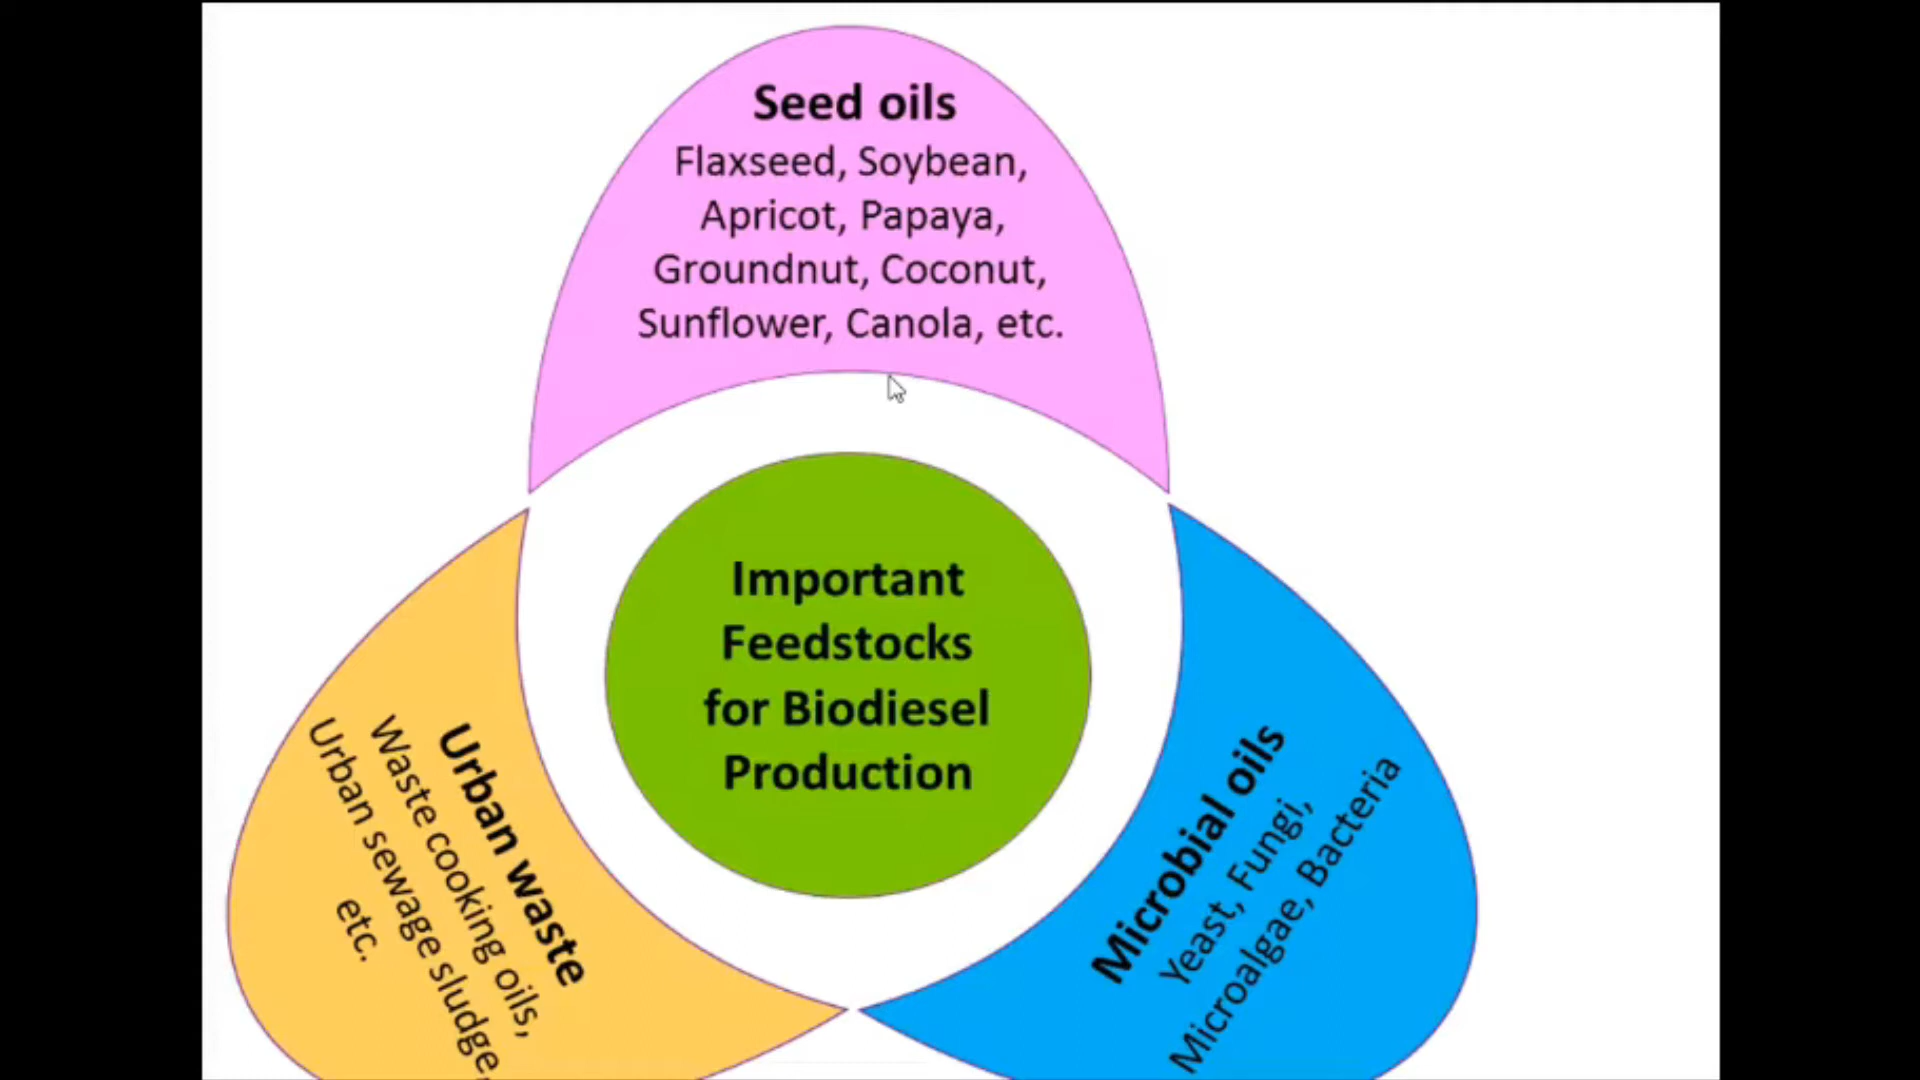 Seed oils
Flaxseed, Soybean,
Apricot, Papaya,
Groundnut, Coconut,
Sunflower, Canola, etc.
Important
Feedstocks
for Biodiesel
Production
Urban waste
Waste cooking oils,
Urban sewage sludge,
etc.
Microbial oils
Yeast, Fungi,
Microalgae, Bacteria